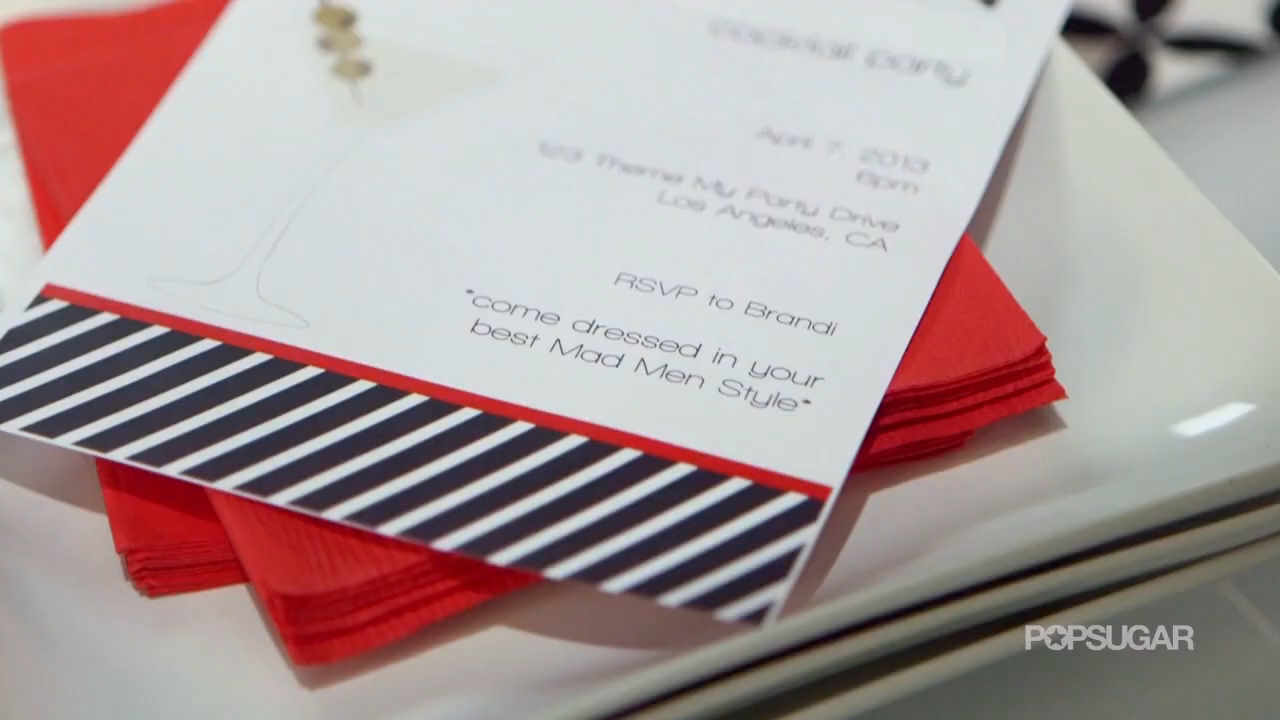 cocktail party
April 7, 2013
6pm
123 Theme My Party Drive
Los Angeles, CA
RSVP to Brandi
*come dressed in your
best Mad Men Style*
POPSUGAR